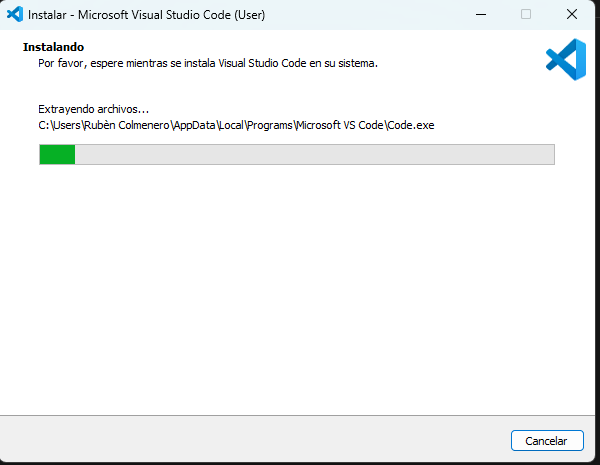 Instalar - Microsoft Visual Studio Code (User)
Instalando
Por favor, espere mientras se instala Visual Studio Code en su sistema.
Extrayendo archivos...
C:\Users\Rubèn Colmenero\AppData\Local\Programs\Microsoft VS Code\Code.exe
Cancelar